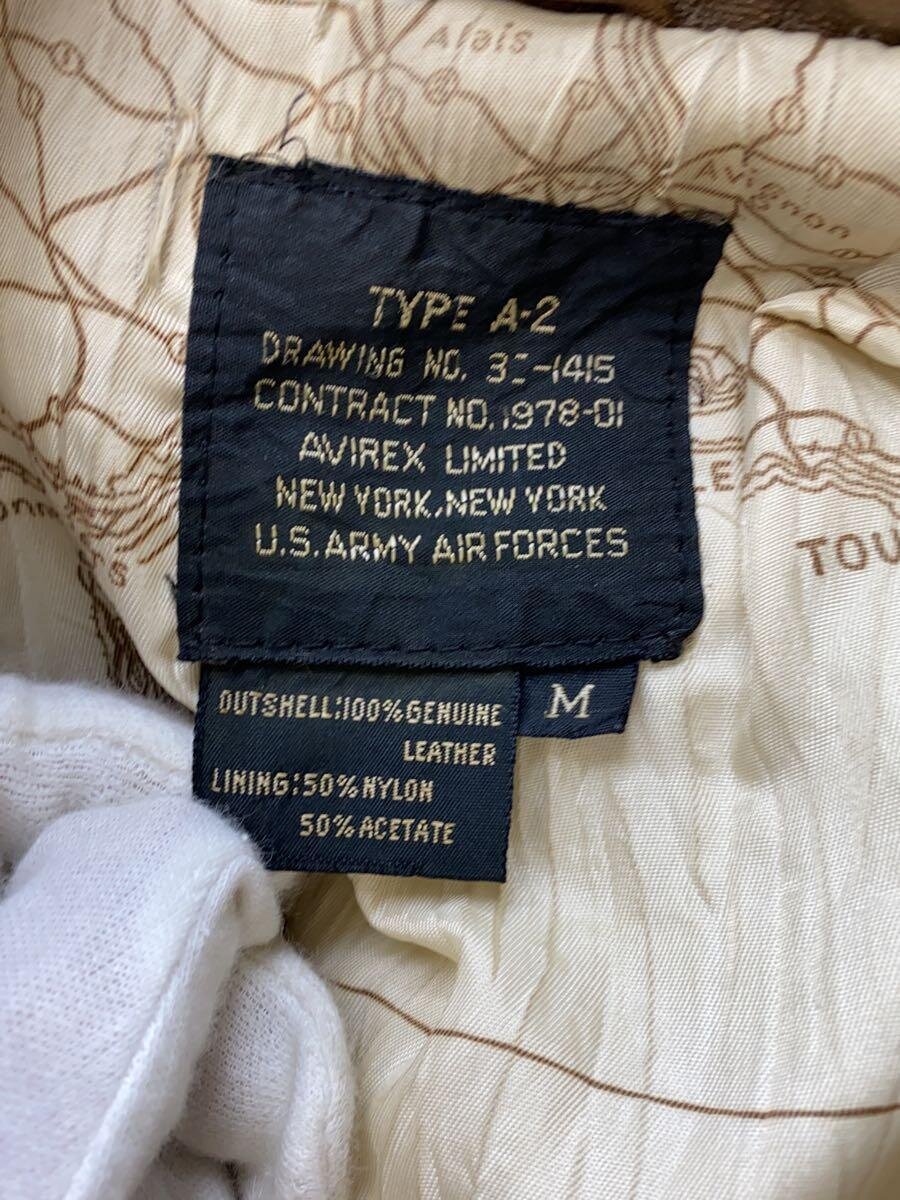 Alais
Avignon
TYPE A-2
DRAWING NO. 3 -1415
CONTRACT NO.1978-01
AVIREX LIMITED
NEW YORK, NEW YORK
U.S. ARMY AIR FORCES
TOU
OUTSHELL:100% GENUINE
LEATHER
LINING:50% NYLON
50% ACETATE
M